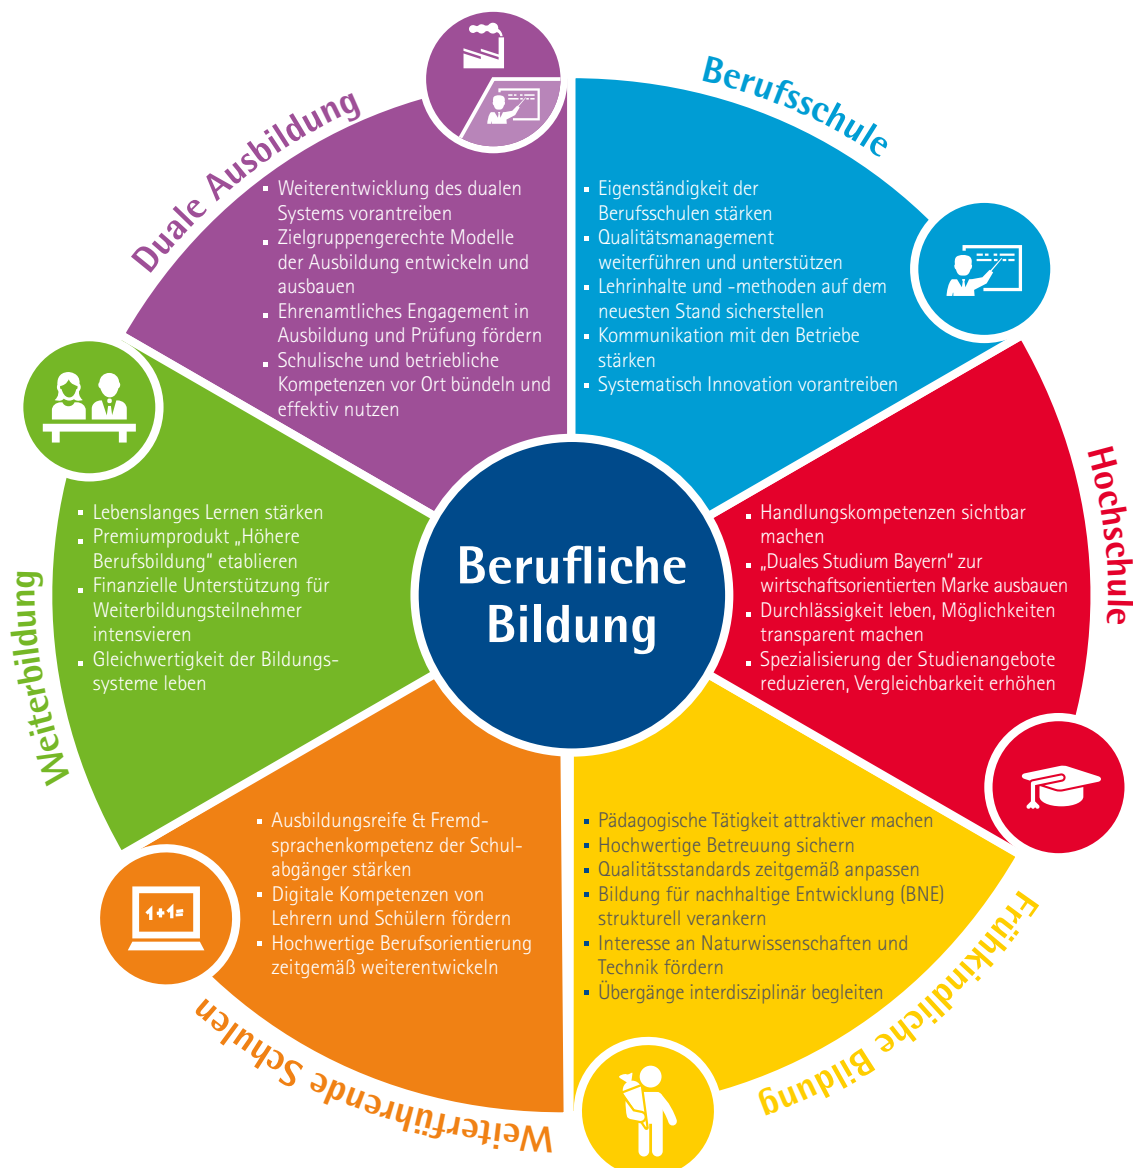 Duale Ausbildung
Weiterentwicklung des dualen
Systems vorantreiben
Zielgruppengerechte Modelle
der Ausbildung entwickeln und
ausbauen
Ehrenamtliches Engagement in
Ausbildung und Prüfung fördern
Schulische und betriebliche
Kompetenzen vor Ort bündeln und
effektiv nutzen
Berufsschule
Eigenständigkeit der
Berufsschulen stärken
Qualitätsmanagement
weiterführen und unterstützen
Lehrinhalte und -methoden auf dem
neuesten Stand sicherstellen
Kommunikation mit den Betriebe
stärken
Systematisch Innovation vorantreiben
Hochschule
Handlungskompetenzen sichtbar
machen
„Duales Studium Bayern“ zur
wirtschaftsorientierten Marke ausbauen
Durchlässigkeit leben, Möglichkeiten
transparent machen
Spezialisierung der Studienangebote
reduzieren, Vergleichbarkeit erhöhen
Frühkindliche Bildung
Pädagogische Tätigkeit attraktiver machen
Hochwertige Betreuung sichern
Qualitätsstandards zeitgemäß anpassen
Bildung für nachhaltige Entwicklung (BNE)
strukturell verankern
Interesse an Naturwissenschaften und
Technik fördern
Übergänge interdisziplinär begleiten
Weiterführende Schulen
Ausbildungsreife & Fremd-
sprachenkompetenz der Schul-
abgänger stärken
Digitale Kompetenzen von
Lehrern und Schülern fördern
Hochwertige Berufsorientierung
zeitgemäß weiterentwickeln
1+1=
Weiterbildung
Lebenslanges Lernen stärken
Premiumprodukt „Höhere
Berufsbildung“ etablieren
Finanzielle Unterstützung für
Weiterbildungsteilnehmer
intensvieren
Gleichwertigkeit der Bildungs-
systeme leben
Berufliche
Bildung